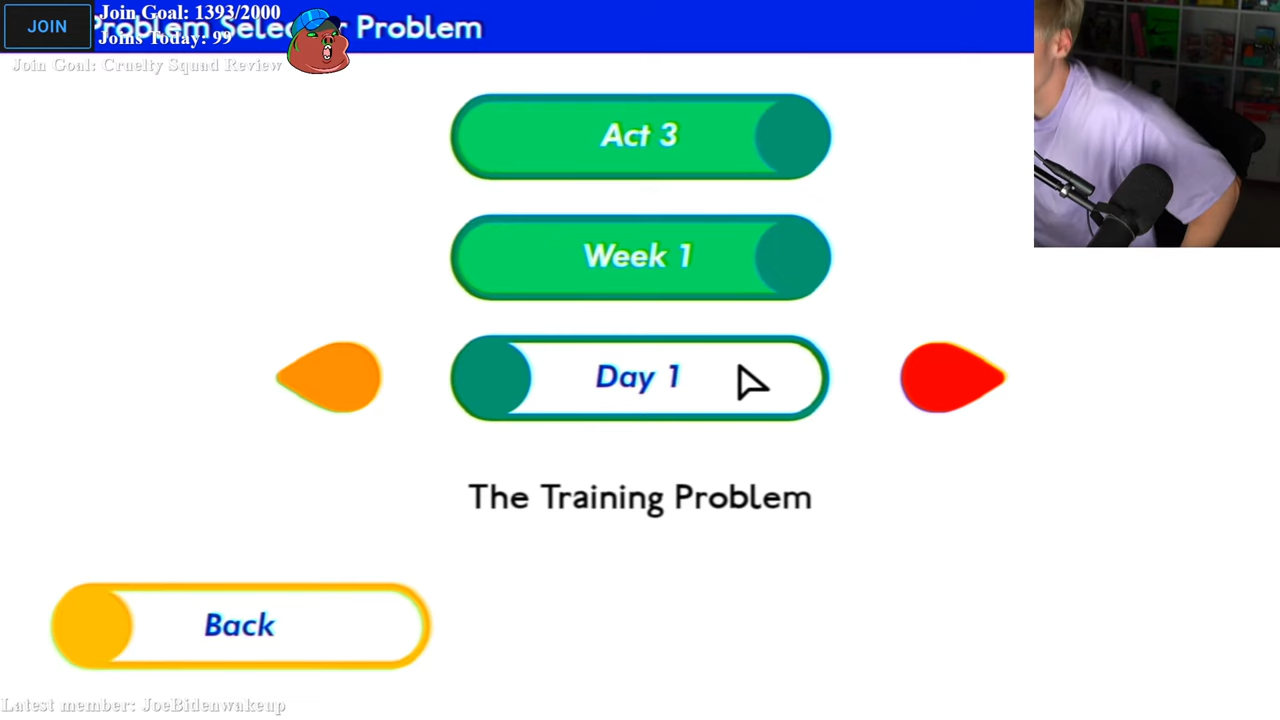 JOIN
Join Goal: 1393/2000
Problem Selector Problem
Joins Today: 99
Join Goal: Cruelty Squad Review
Act 3
Week 1
Day 1
The Training Problem
Back
Latest member: JoeBidenwakeup